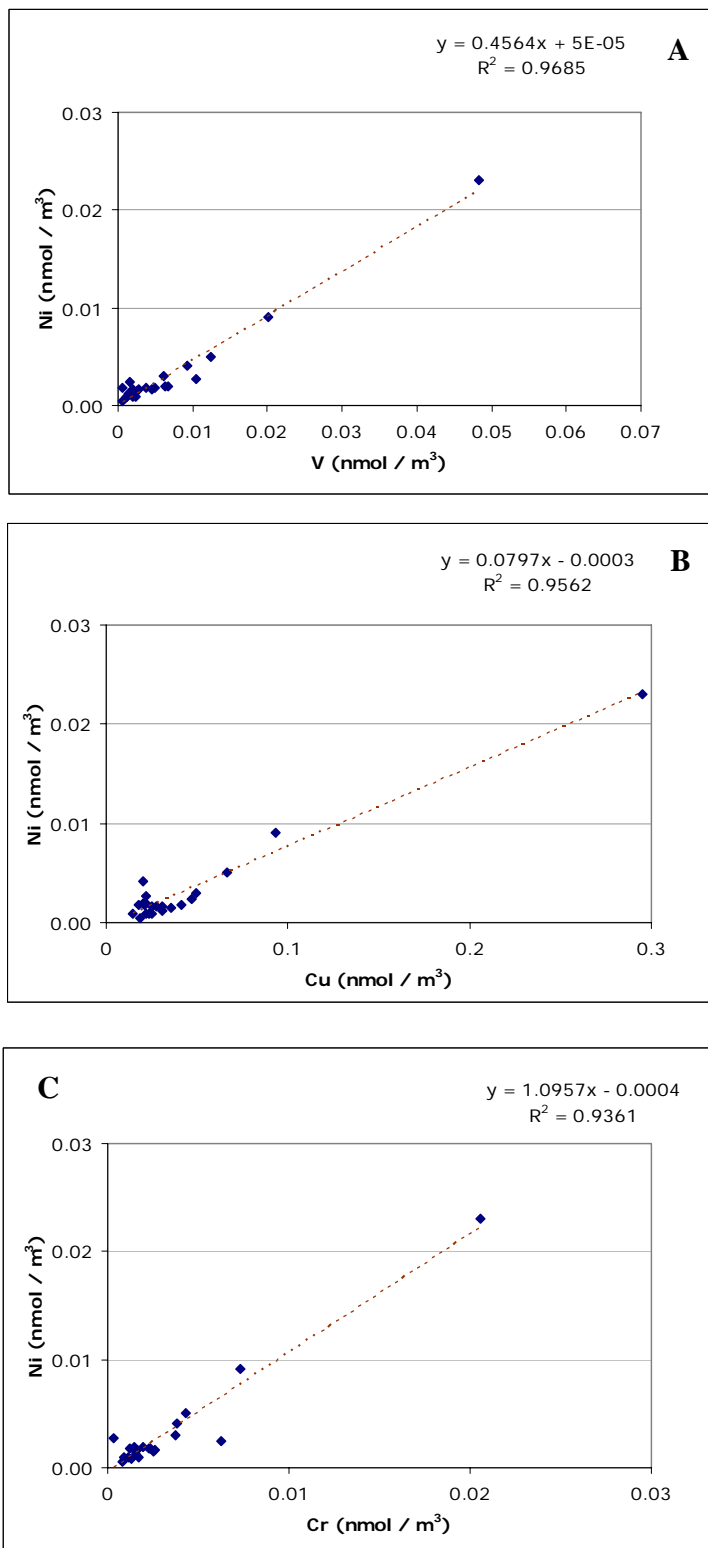 y = 0.4564x + 5E-05
A
R² = 0.9685
0.03
0.02
0.01
0.00
Ni (nmol / m³)
0 0.01 0.02 0.03 0.04 0.05 0.06 0.07
V (nmol / m³)
y = 0.0797x - 0.0003
B
R² = 0.9562
0.03
0.02
0.01
0.00
Ni (nmol / m³)
0 0.1 0.2 0.3
Cu (nmol / m³)
C
y = 1.0957x - 0.0004
R² = 0.9361
0.03
0.02
0.01
0.00
Ni (nmol / m³)
0 0.01 0.02 0.03
Cr (nmol / m³)